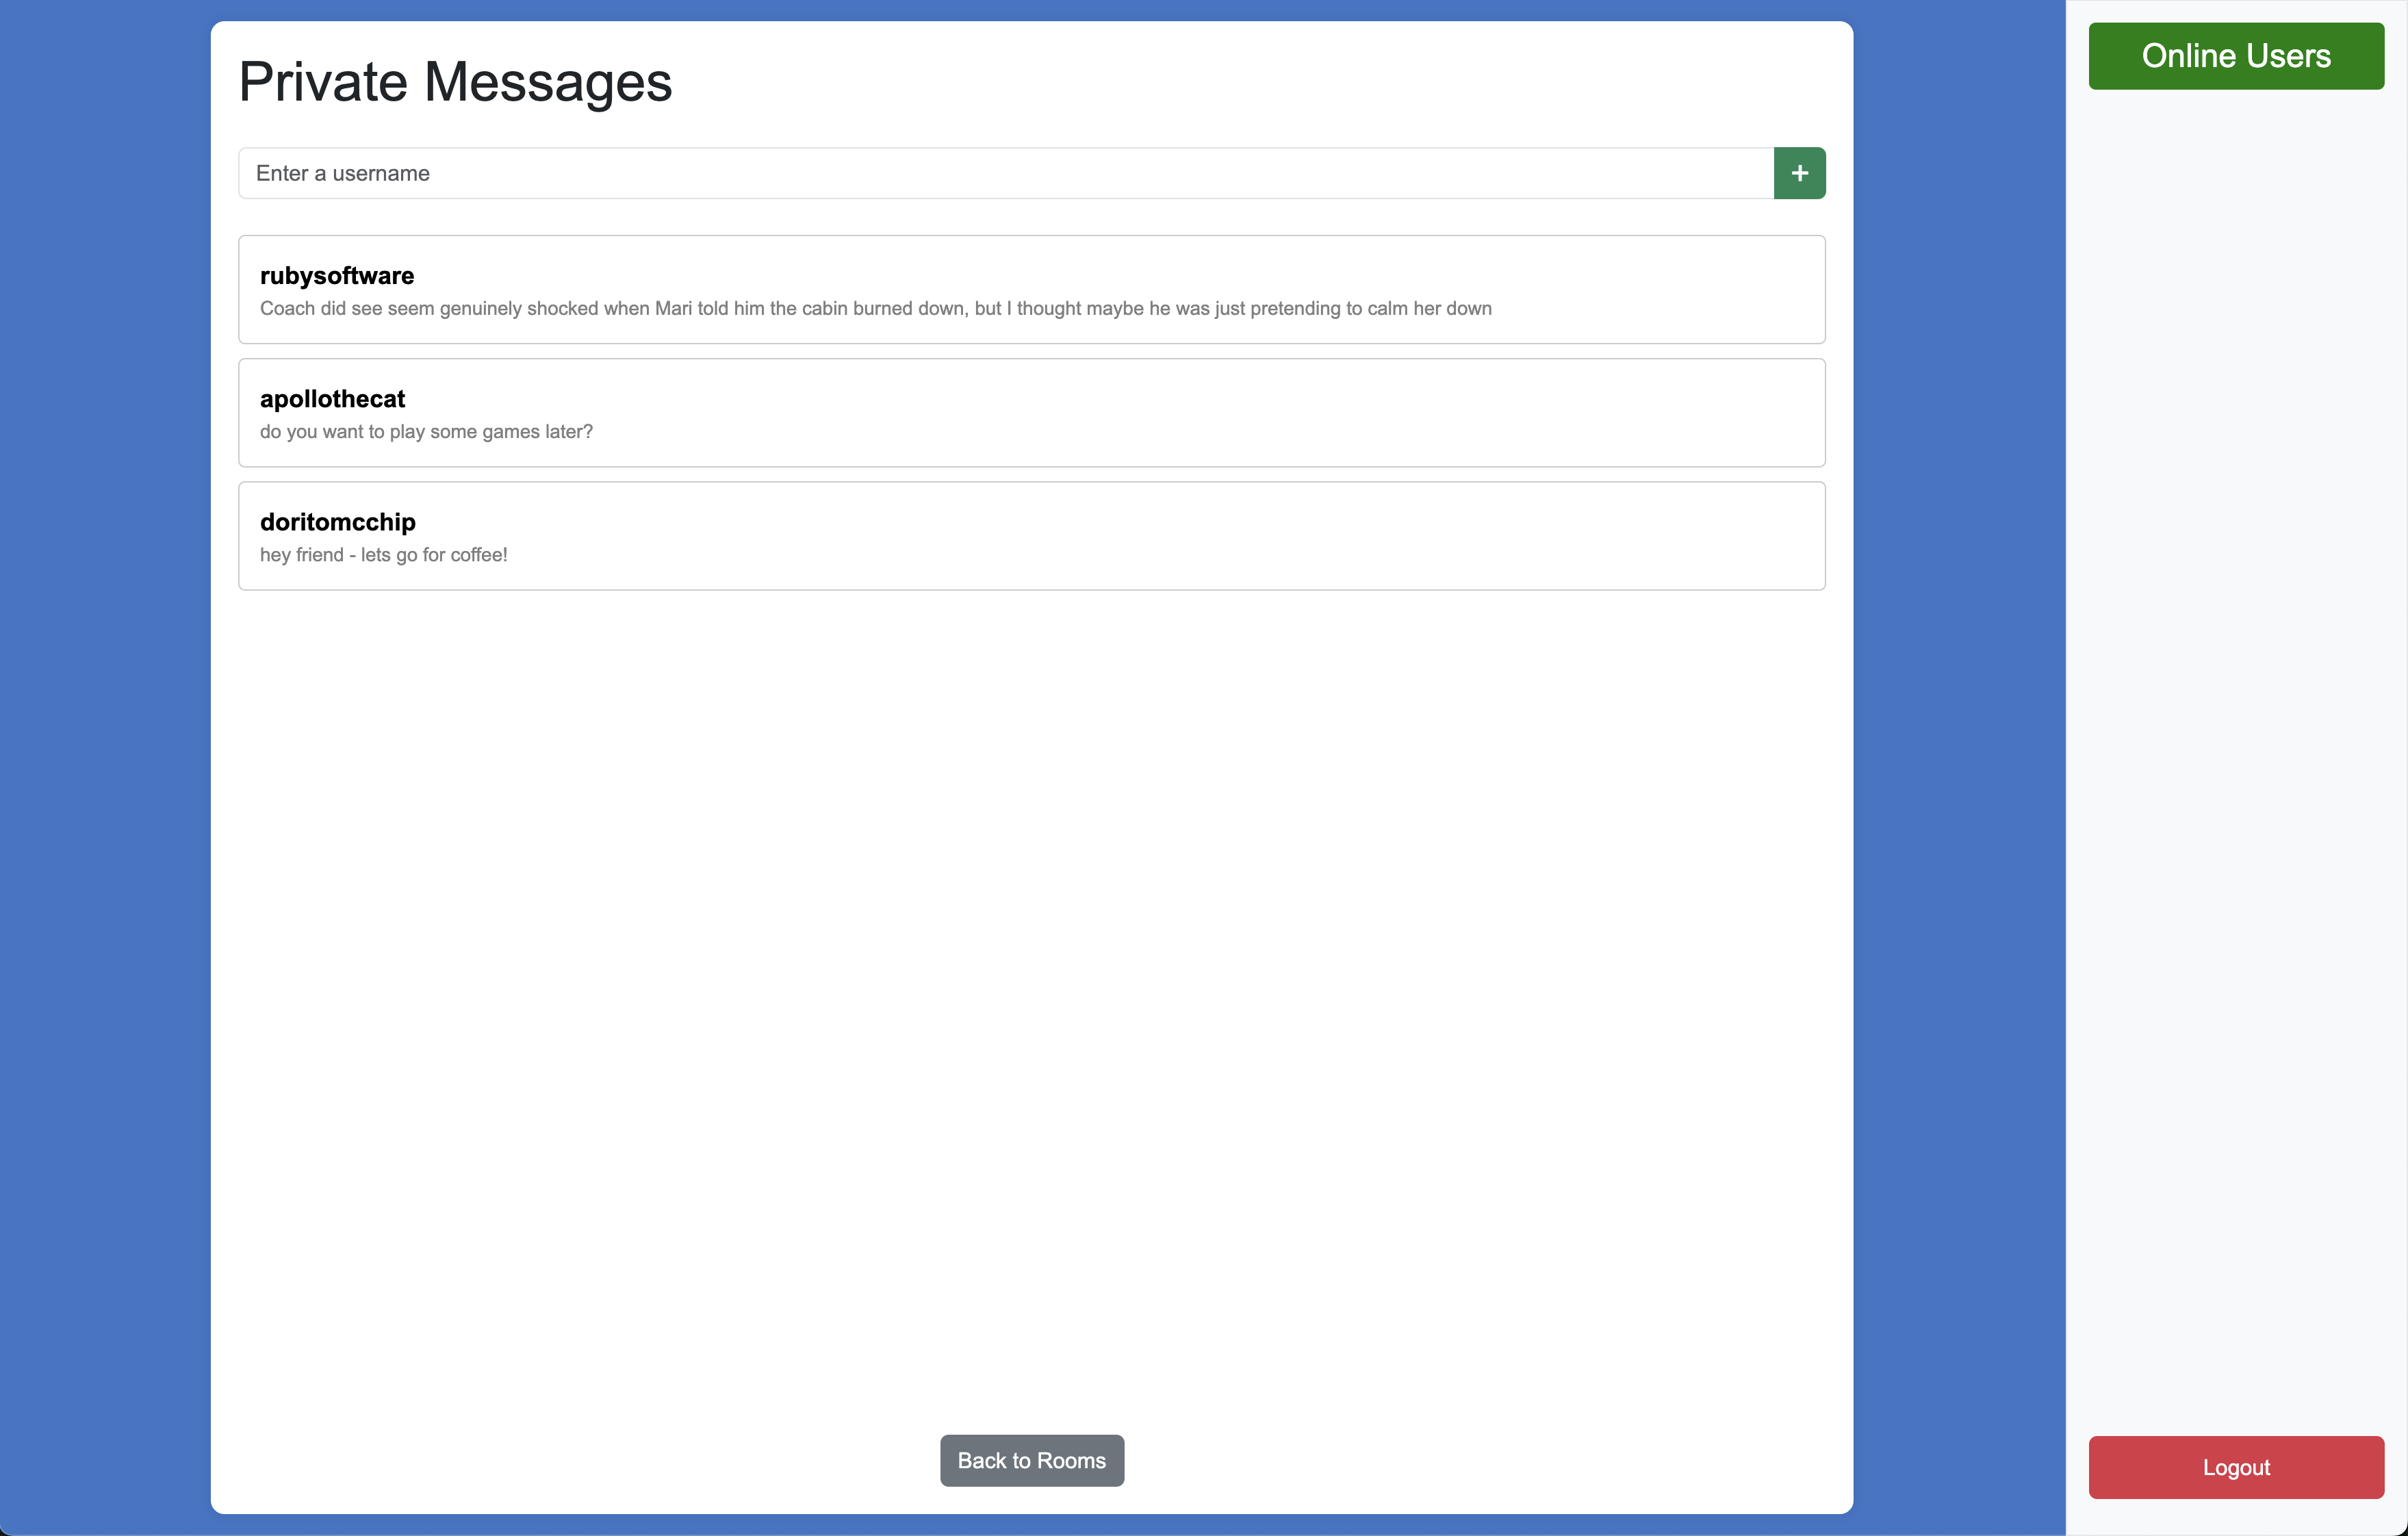 Private Messages
Online Users
Enter a username
+
rubysoftware
Coach did see seem genuinely shocked when Mari told him the cabin burned down, but I thought maybe he was just pretending to calm her down
apollothecat
do you want to play some games later?
doritomcchip
hey friend - lets go for coffee!
Back to Rooms
Logout